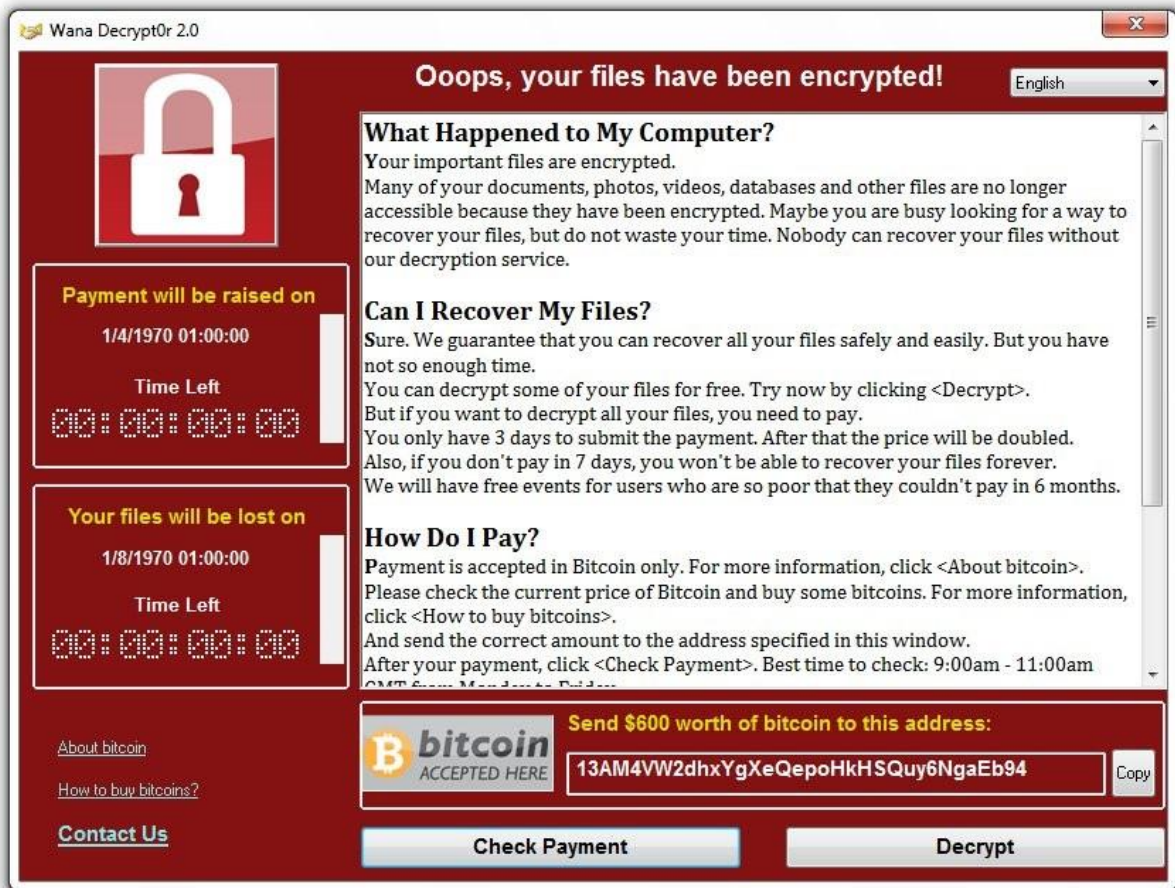 Wana Decrypt0r 2.0
Ooops, your files have been encrypted!
English
Payment will be raised on
1/4/1970 01:00:00
Time Left
00:00:00:00
Your files will be lost on
1/8/1970 01:00:00
Time Left
00:00:00:00
About bitcoin
How to buy bitcoins?
Contact Us
What Happened to My Computer?
Your important files are encrypted.
Many of your documents, photos, videos, databases and other files are no longer
accessible because they have been encrypted. Maybe you are busy looking for a way to
recover your files, but do not waste your time. Nobody can recover your files without
our decryption service.
Can I Recover My Files?
Sure. We guarantee that you can recover all your files safely and easily. But you have
not so enough time.
You can decrypt some of your files for free. Try now by clicking <Decrypt>.
But if you want to decrypt all your files, you need to pay.
You only have 3 days to submit the payment. After that the price will be doubled.
Also, if you don't pay in 7 days, you won't be able to recover your files forever.
We will have free events for users who are so poor that they couldn't pay in 6 months.
How Do I Pay?
Payment is accepted in Bitcoin only. For more information, click <About bitcoin>.
Please check the current price of Bitcoin and buy some bitcoins. For more information,
click <How to buy bitcoins>.
And send the correct amount to the address specified in this window.
After your payment, click <Check Payment>. Best time to check: 9:00am - 11:00am
GMT from Monday to Friday.
bitcoin
ACCEPTED HERE
Send $600 worth of bitcoin to this address:
13AM4VW2dhxYgXeQepoHkHSQuy6NgaEb94
Copy
Check Payment
Decrypt